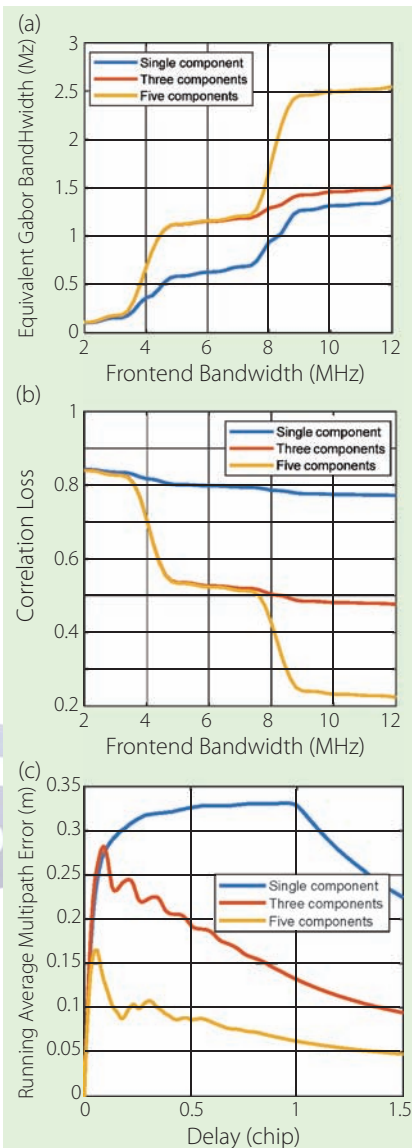 (a)
Equivalent Gabor BandHwidth (Mz)
3
2.5
2
1.5
1
0.5
0
Single component
Three components
Five components
2 4 6 8 10 12
Frontend Bandwidth (MHz)
(b)
Correlation Loss
1
0.8
0.6
0.4
0.2
Single component
Three components
Five components
2 4 6 8 10 12
Frontend Bandwidth (MHz)
(c)
Running Average Multipath Error (m)
0.35
0.3
0.25
0.2
0.15
0.1
0.05
0
Single component
Three components
Five components
0 0.5 1 1.5
Delay (chip)